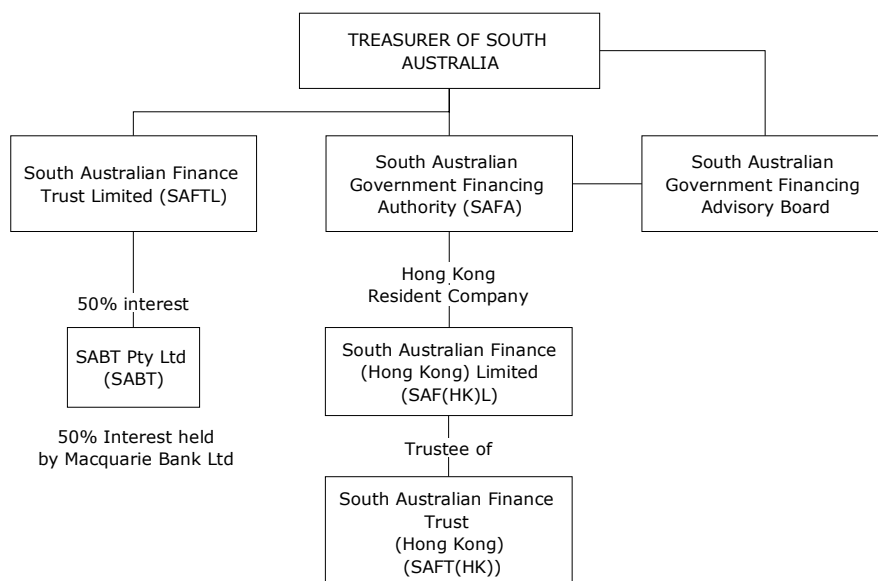 TREASURER OF SOUTH
AUSTRALIA
South Australian Finance
Trust Limited (SAFTL)
South Australian
Government Financing
Authority (SAFA)
South Australian
Government Financing
Advisory Board
50% interest
Hong Kong
Resident Company
SABT Pty Ltd
(SABT)
South Australian Finance
(Hong Kong) Limited
(SAF(HK)L)
50% Interest held
by Macquarie Bank Ltd
Trustee of
South Australian Finance
Trust
(Hong Kong)
(SAFT(HK))